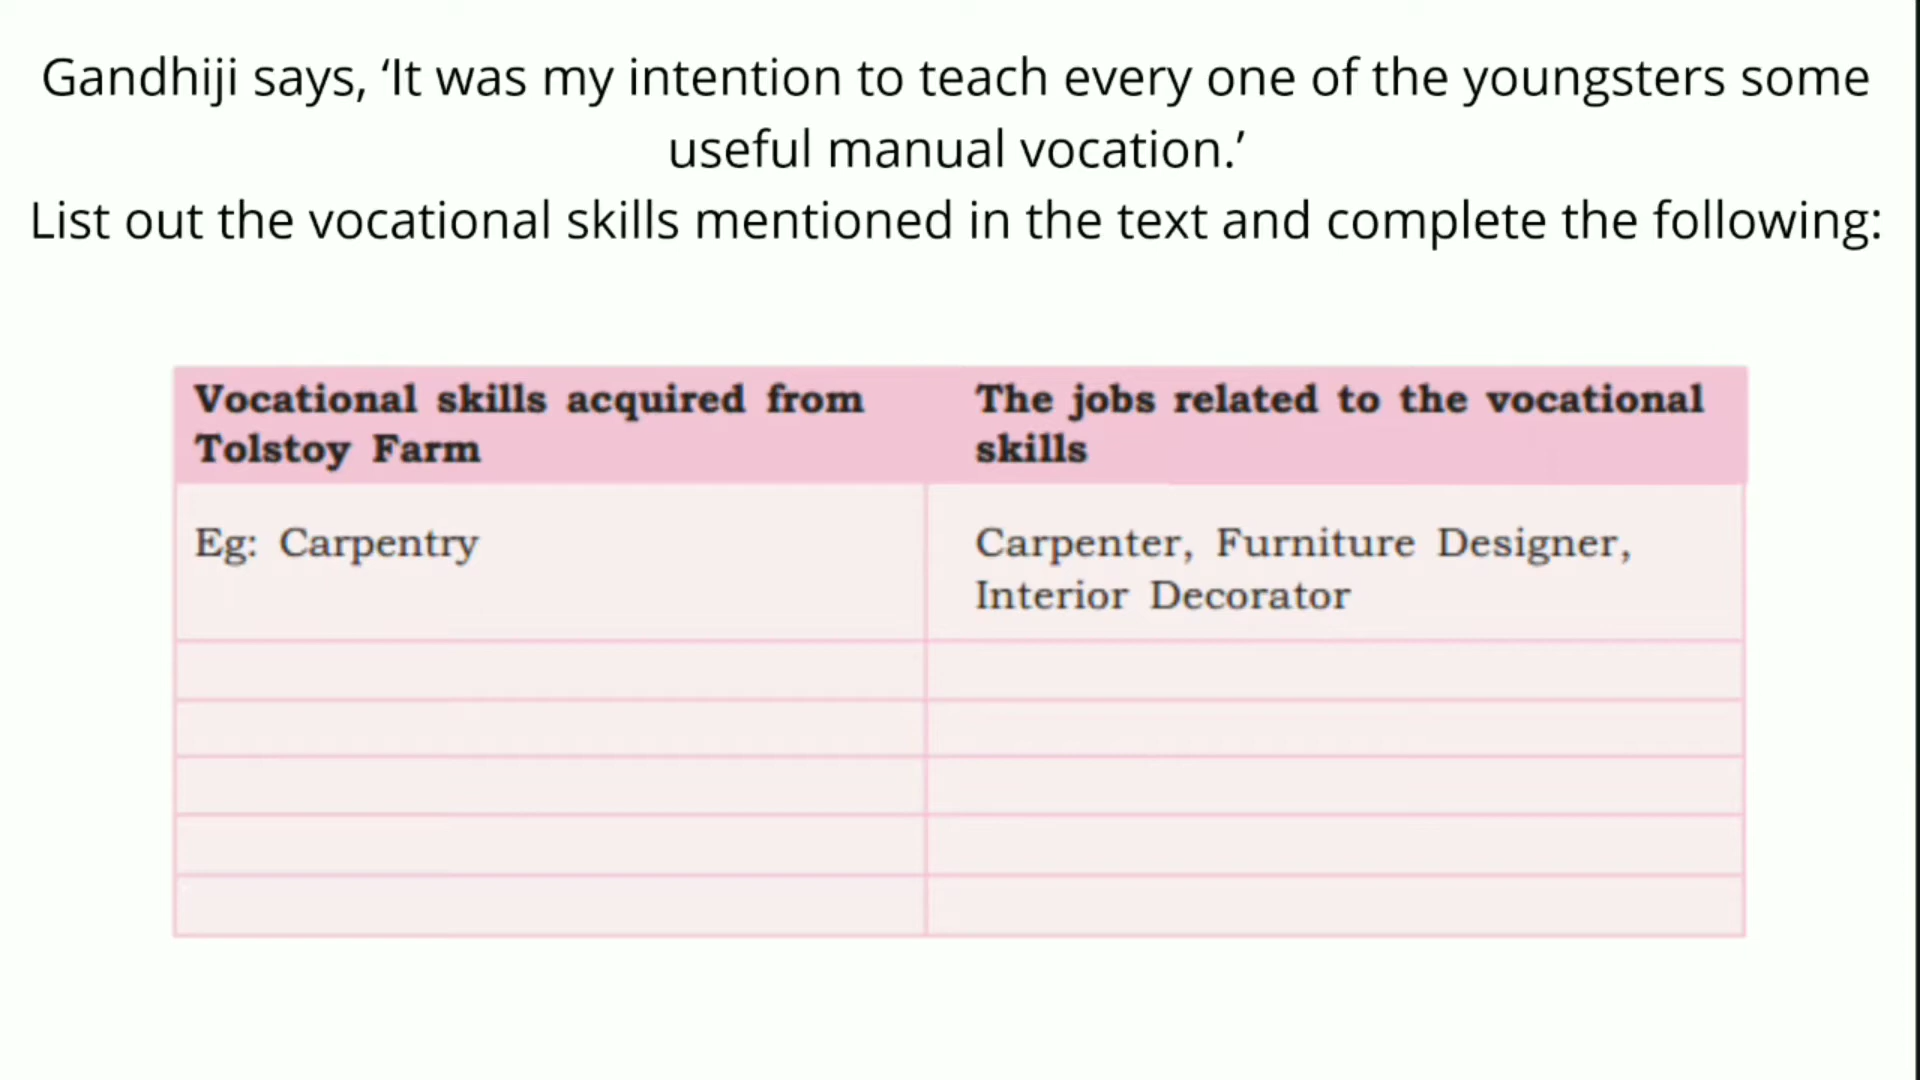 Gandhiji says, ‘It was my intention to teach every one of the youngsters some
useful manual vocation.’
List out the vocational skills mentioned in the text and complete the following:
Vocational skills acquired from
Tolstoy Farm
The jobs related to the vocational
skills
Eg: Carpentry
Carpenter, Furniture Designer,
Interior Decorator